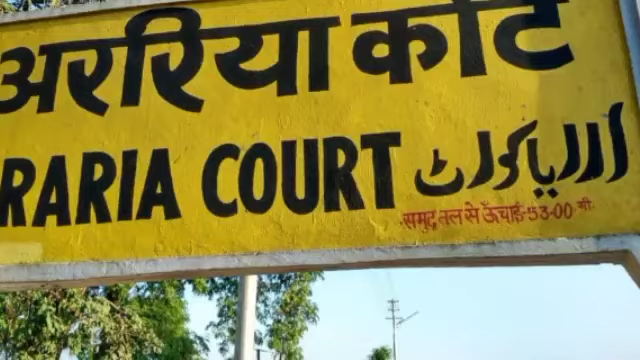 अररिया कोर्ट
RARIA COURT ارریا کورٹ
समुद्र तल से ऊँचाई-53-00 मी